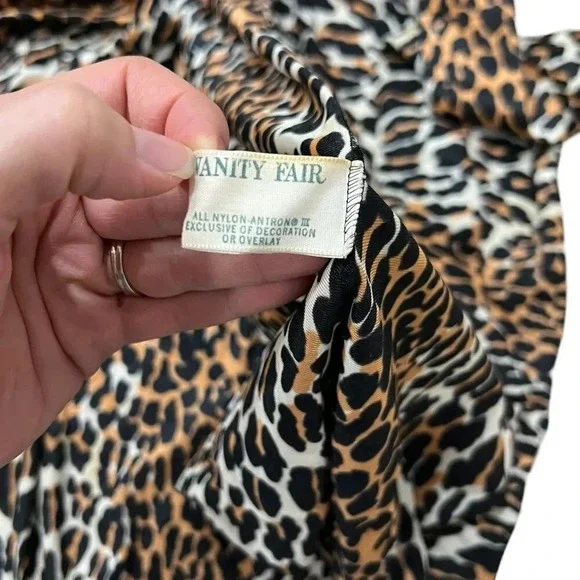 VANITY FAIR
ALL NYLON-ANTRON® III
EXCLUSIVE OF DECORATION
OR OVERLAY